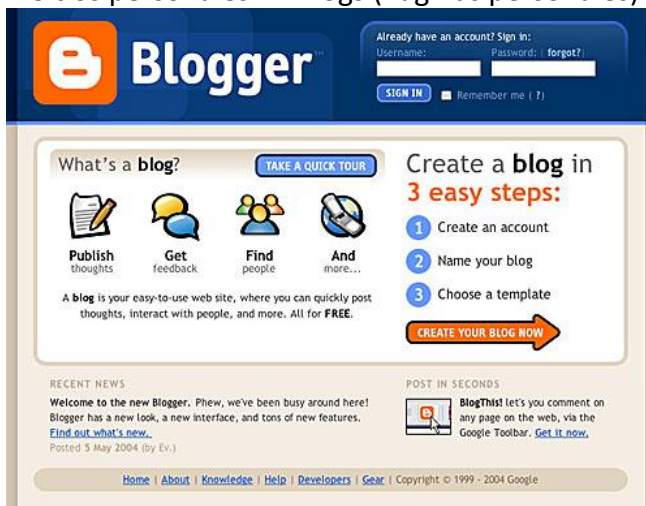 Blogger™
Already have an account? Sign in:
Username: Password: ( forgot?)
SIGN IN Remember me ( ?)
What's a blog? TAKE A QUICK TOUR
Publish
thoughts
Get
feedback
Find
people
And
more...
A blog is your easy-to-use web site, where you can quickly post
thoughts, interact with people, and more. All for FREE.
Create a blog in
3 easy steps:
1 Create an account
2 Name your blog
3 Choose a template
CREATE YOUR BLOG NOW
RECENT NEWS
Welcome to the new Blogger. Phew, we've been busy around here!
Blogger has a new look, a new interface, and tons of new features.
Find out what's new.
Posted 5 May 2004 (by Ev.)
POST IN SECONDS
BlogThis! let's you comment on
any page on the web, via the
Google Toolbar. Get it now.
Home | About | Knowledge | Help | Developers | Gear | Copyright © 1999 - 2004 Google